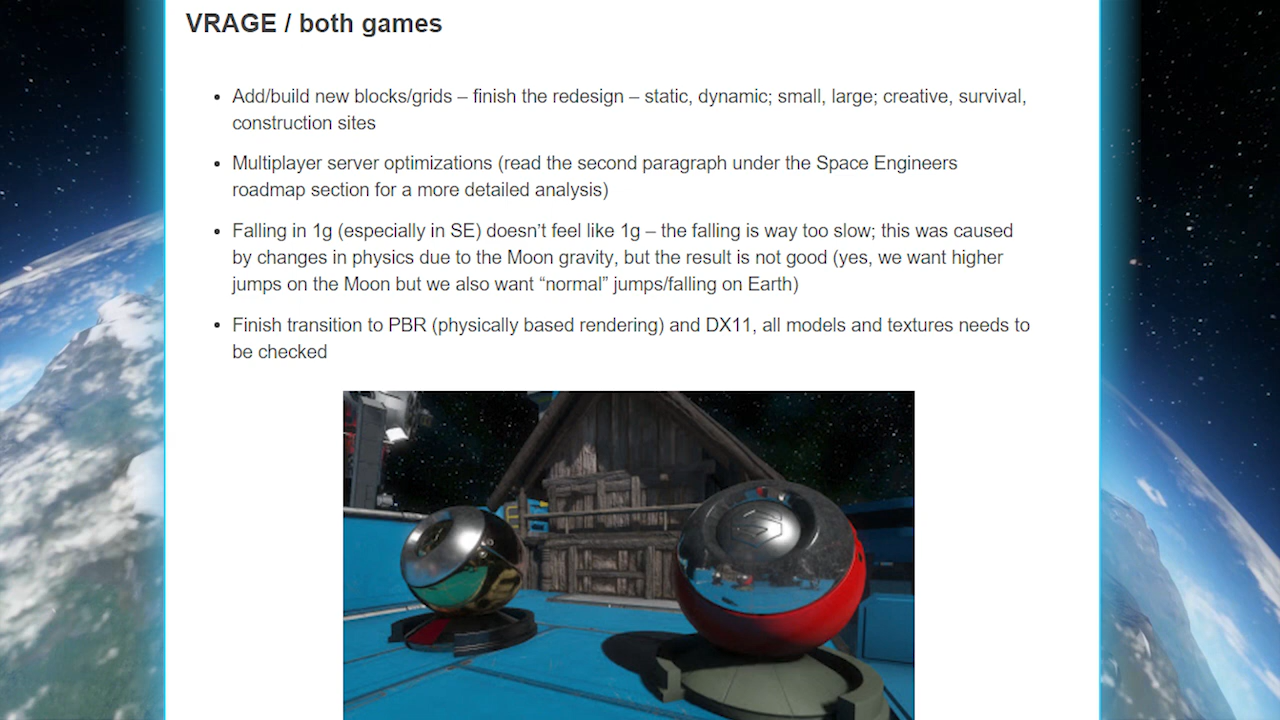 VRAGE / both games
• Add/build new blocks/grids – finish the redesign – static, dynamic; small, large; creative, survival,
construction sites
• Multiplayer server optimizations (read the second paragraph under the Space Engineers
roadmap section for a more detailed analysis)
• Falling in 1g (especially in SE) doesn’t feel like 1g – the falling is way too slow; this was caused
by changes in physics due to the Moon gravity, but the result is not good (yes, we want higher
jumps on the Moon but we also want “normal” jumps/falling on Earth)
• Finish transition to PBR (physically based rendering) and DX11, all models and textures needs to
be checked